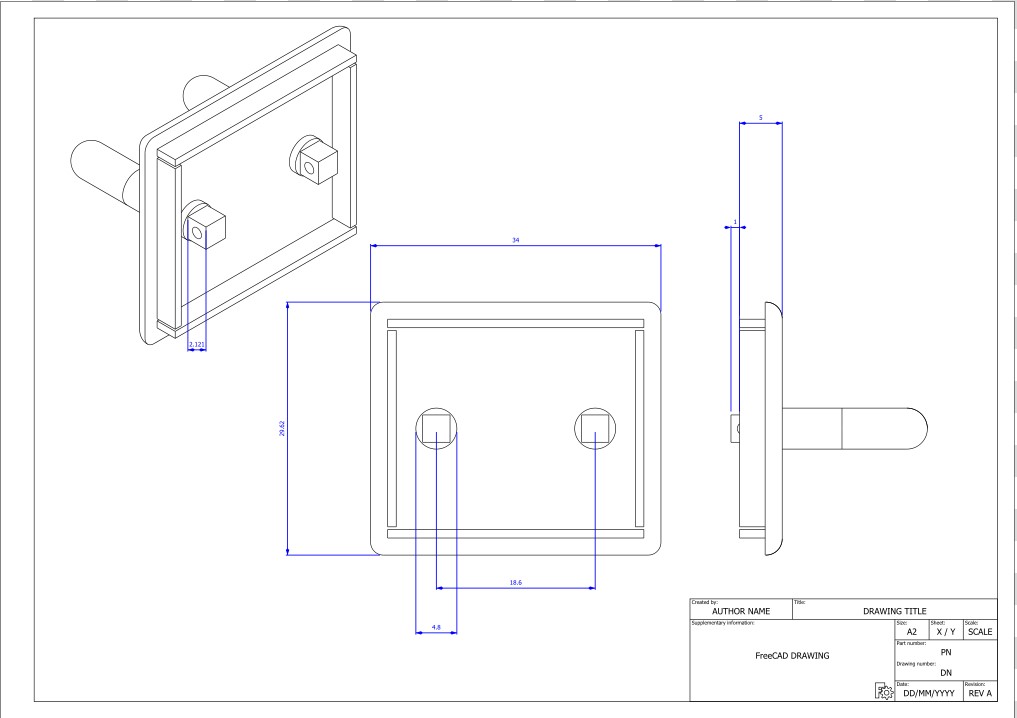 5
1
34
2.121
29.62
18.6
4.8
Created by:
AUTHOR NAME
Title:
DRAWING TITLE
Supplementary information:
FreeCAD DRAWING
Size:
A2
Sheet:
X / Y
Scale:
SCALE
Part number:
PN
Drawing number:
DN
Date:
DD/MM/YYYY
Revision:
REV A